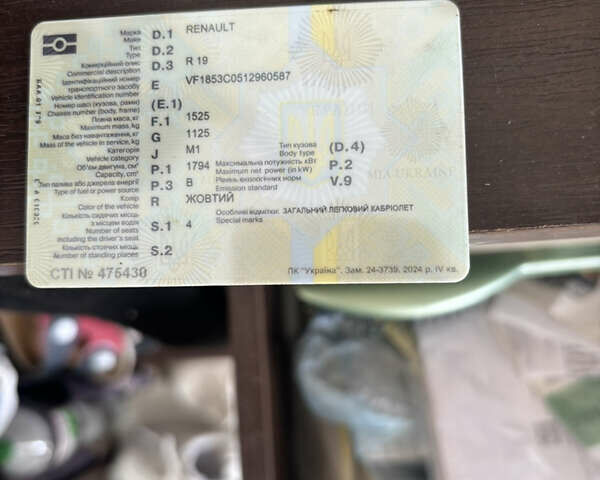 Марка D.1 RENAULT
Make
Тип D.2
Type
Комерційний опис D.3 R 19
Commercial description
Ідентифікаційний номер E VF1853C0512960587
транспортного засобу
Vehicle identification number
Номер шасі (кузова, рами) (E.1)
Chassis number (body, frame)
Повна маса, кг F.1 1525
Maximum mass, kg
Маса без навантаження, кг G 1125
Mass of the vehicle in service, kg
Категорія J M1
Vehicle category
Об'єм двигуна, см³ P.1 1794
Capacity, cm³
Тип палива або джерела енергії P.3 B
Type of fuel or power source
Колір R ЖОВТИЙ
Color of the vehicle
Кількість сидячих місць S.1 4
з місцем водія
Number of seats
including the driver's seat
Кількість стоячих місць S.2
Number of standing places
Тип кузова (D.4)
Body type
Максимальна потужність кВт P.2
Maximum net power (in kW)
Рівень екологічних норм V.9
Emission standard
MIA UKRAINE
Особливі відмітки: ЗАГАЛЬНИЙ ЛЕГКОВИЙ КАБРІОЛЕТ
Special marks
CTI № 475430
ПК "Україна", Зам. 24-3739, 2024 р. IV кв.